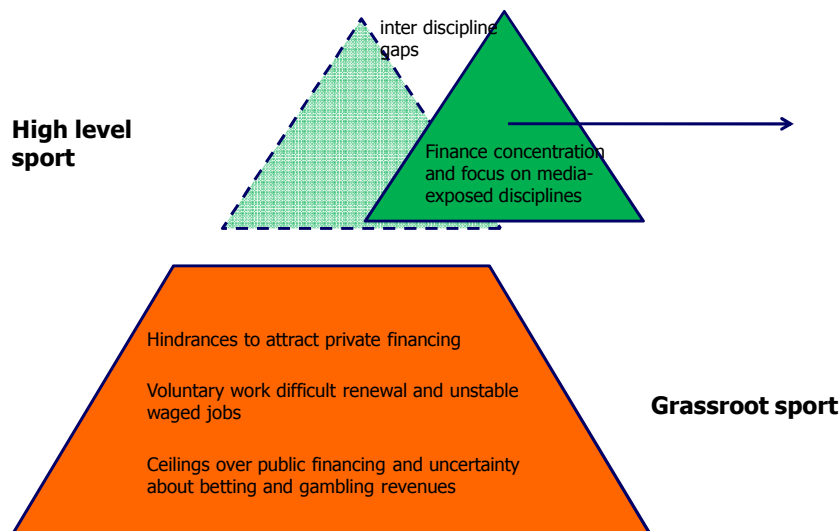 inter discipline
gaps
High level
sport
Finance concentration
and focus on media-
exposed disciplines
Hindrances to attract private financing
Voluntary work difficult renewal and unstable
waged jobs
Grassroot sport
Ceilings over public financing and uncertainty
about betting and gambling revenues